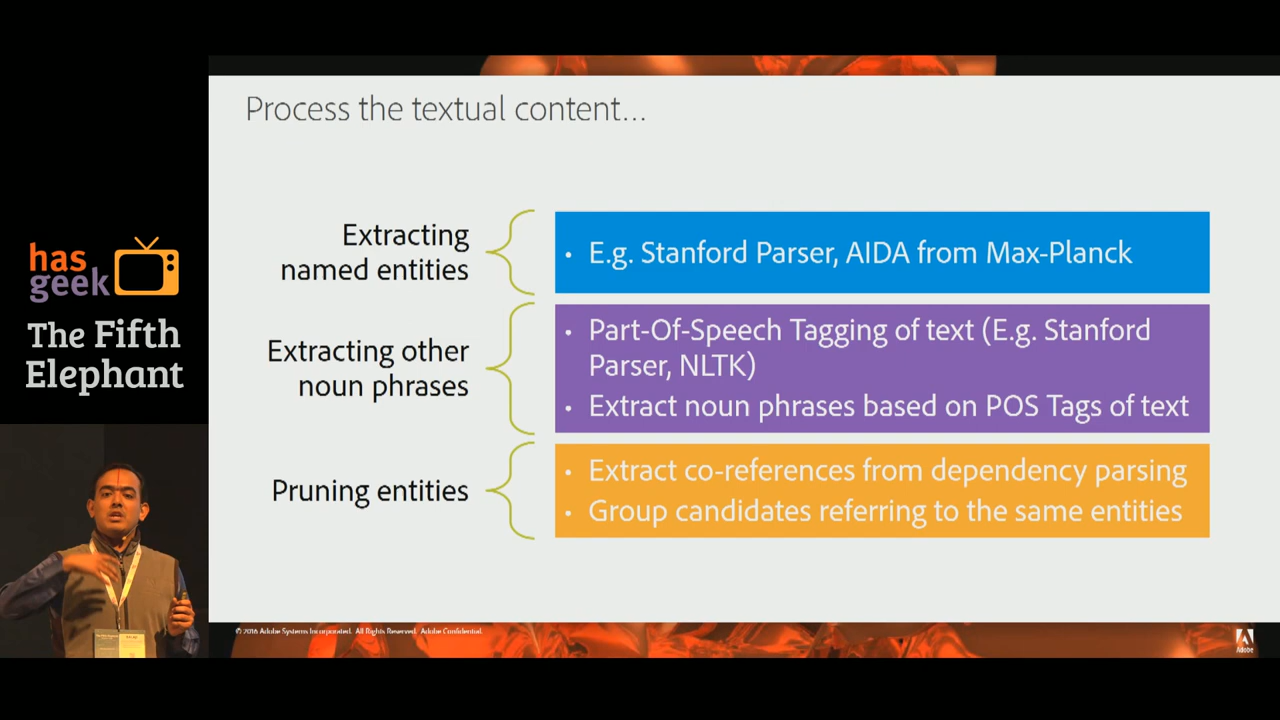 Process the textual content...
Extracting
named entities
• E.g. Stanford Parser, AIDA from Max-Planck
Extracting other
noun phrases
• Part-Of-Speech Tagging of text (E.g. Stanford
Parser, NLTK)
• Extract noun phrases based on POS Tags of text
Pruning entities
• Extract co-references from dependency parsing
• Group candidates referring to the same entities
has
geek
The Fifth
Elephant
© 2016 Adobe Systems Incorporated. All Rights Reserved. Adobe Confidential.
Adobe